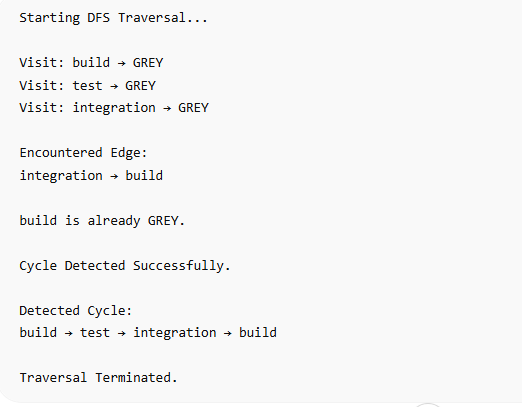 Starting DFS Traversal...
Visit: build → GREY
Visit: test → GREY
Visit: integration → GREY
Encountered Edge:
integration → build
build is already GREY.
Cycle Detected Successfully.
Detected Cycle:
build → test → integration → build
Traversal Terminated.